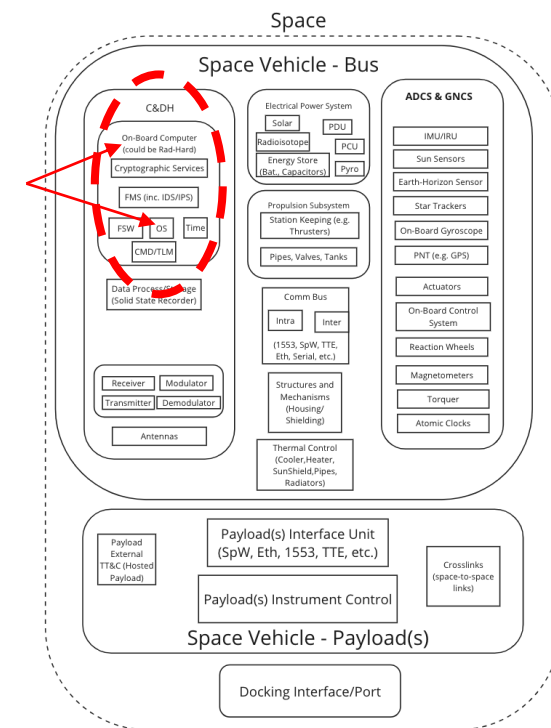 Space
Space Vehicle - Bus
C&DH
On-Board Computer
(could be Rad-Hard)
Cryptographic Services
FMS (inc. IDS/IPS)
FSW
OS
Time
CMD/TLM
Data Process/Storage
(Solid State Recorder)
Receiver
Modulator
Transmitter
Demodulator
Antennas
Electrical Power System
Solar
PDU
Radioisotope
PCU
Energy Store
(Bat., Capacitors)
Pyro
Propulsion Subsystem
Station Keeping (e.g.
Thrusters)
Pipes, Valves, Tanks
Comm Bus
Intra
Inter
(1553, SpW, TTE,
Eth, Serial, etc.)
Structures and
Mechanisms
(Housing/
Shielding)
Thermal Control
(Cooler,Heater,
SunShield,Pipes,
Radiators)
ADCS & GNCS
IMU/IRU
Sun Sensors
Earth-Horizon Sensor
Star Trackers
On-Board Gyroscope
PNT (e.g. GPS)
Actuators
On-Board Control
System
Reaction Wheels
Magnetometers
Torquer
Atomic Clocks
Payload
External
TT&C (Hosted
Payload)
Payload(s) Interface Unit
(SpW, Eth, 1553, TTE, etc.)
Payload(s) Instrument Control
Crosslinks
(space-to-space
links)
Space Vehicle - Payload(s)
Docking Interface/Port